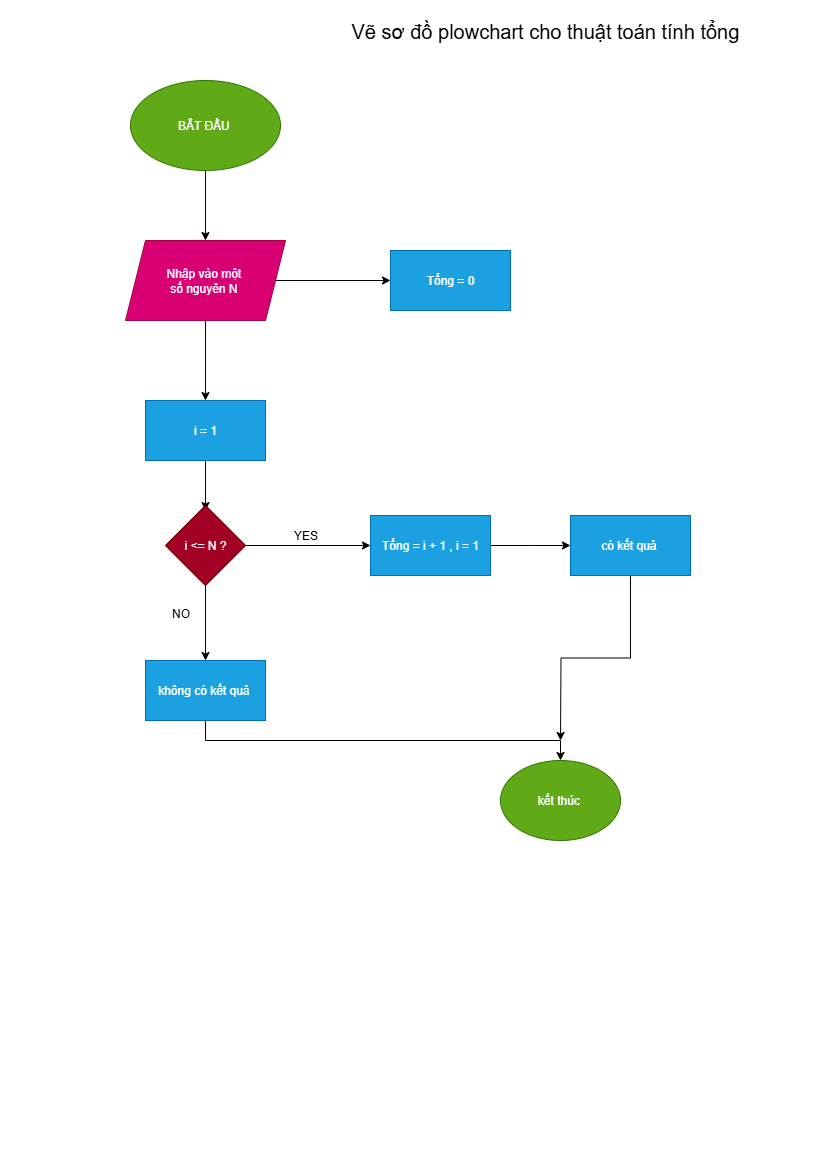 Vẽ sơ đồ plowchart cho thuật toán tính tổng
BẮT ĐẦU
Nhập vào một
số nguyên N
Tổng = 0
i = 1
i <= N ?
YES
Tổng = i + 1 , i = 1
có kết quả
NO
không có kết quả
kết thúc